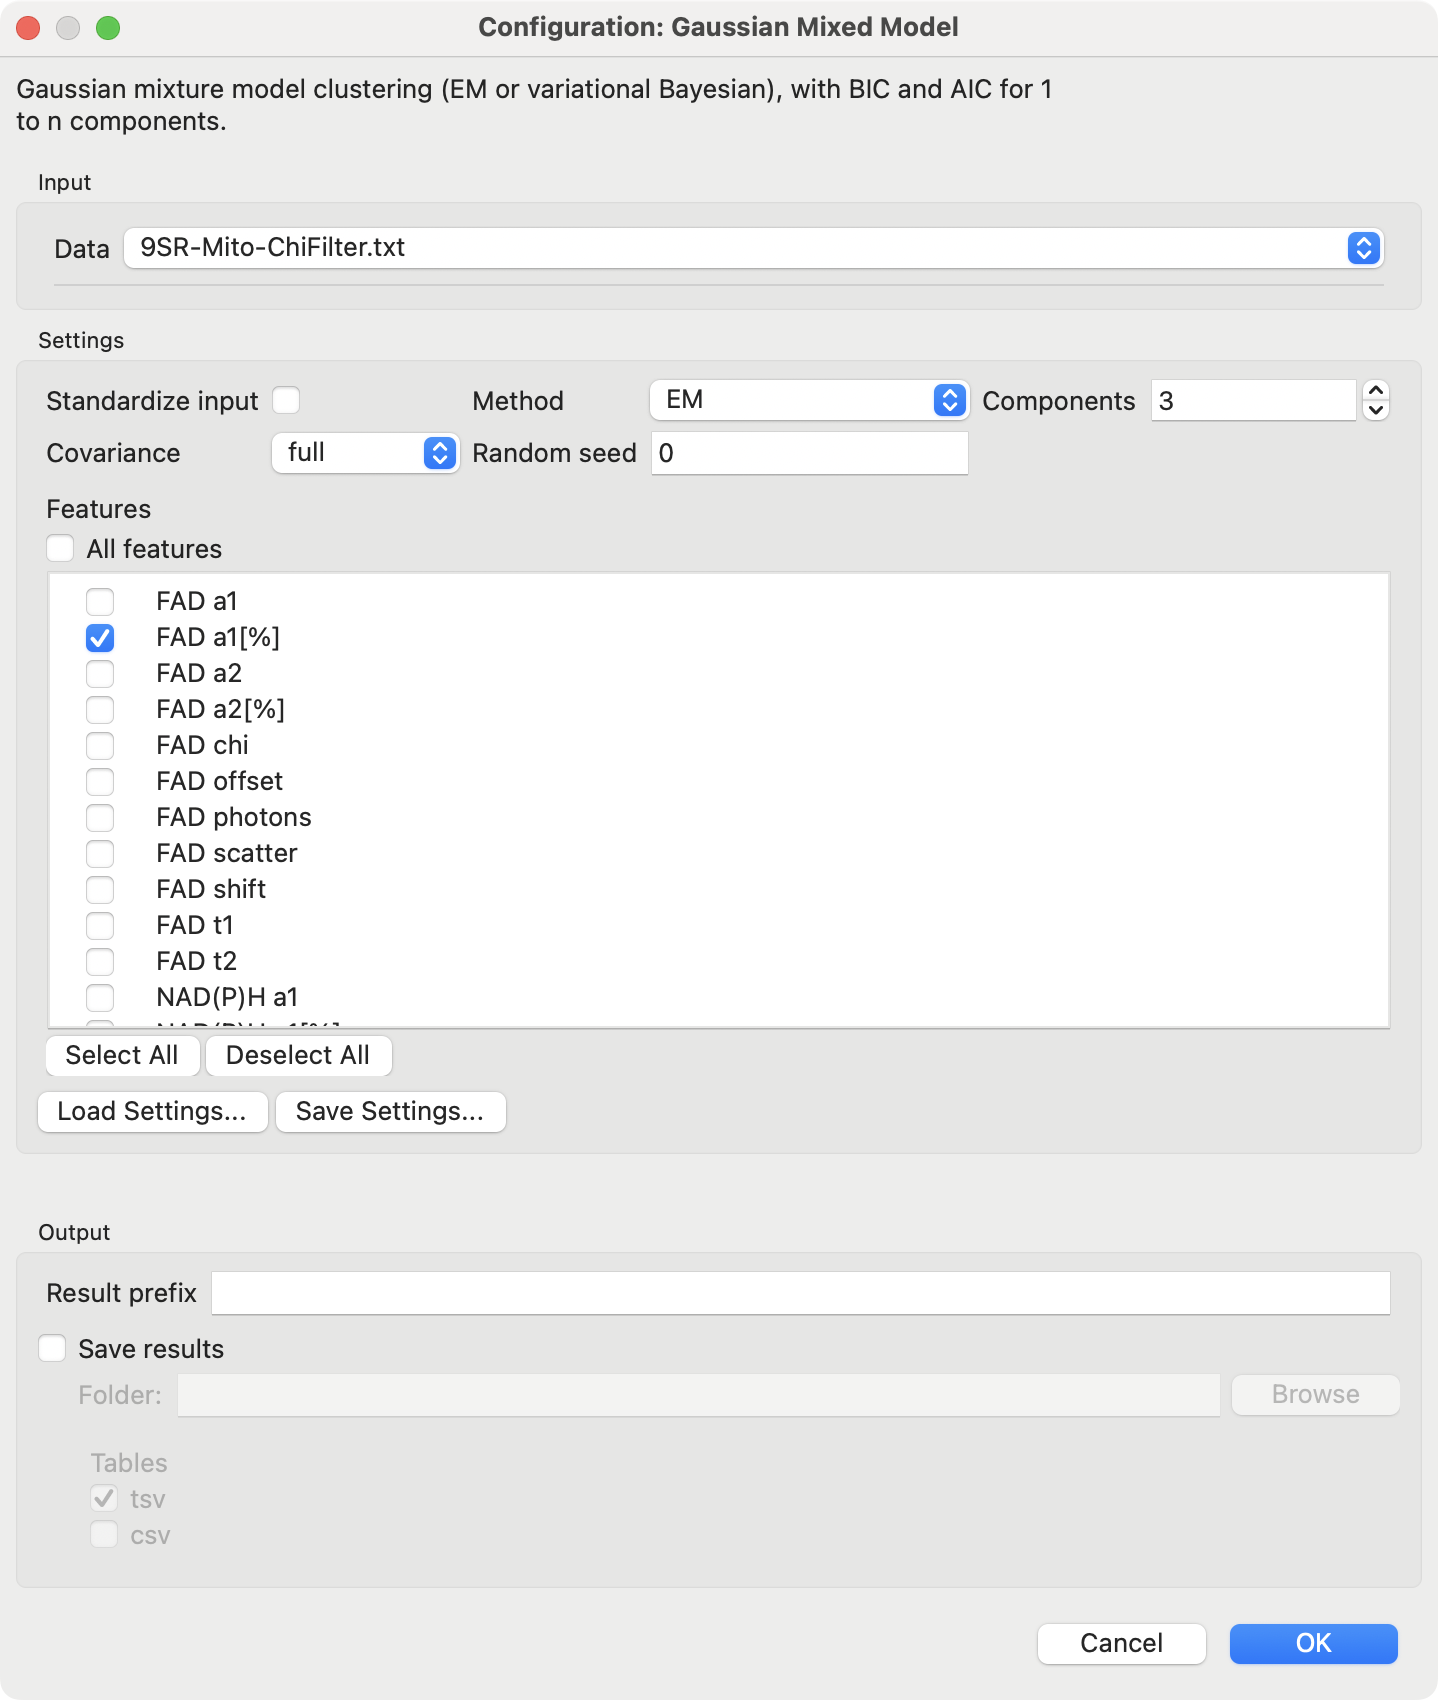 Configuration: Gaussian Mixed Model
Gaussian mixture model clustering (EM or variational Bayesian), with BIC and AIC for 1
to n components.
Input
Data 9SR-Mito-ChiFilter.txt
Settings
Standardize input Method EM Components 3
Covariance full Random seed 0
Features
All features
FAD a1
FAD a1[%]
FAD a2
FAD a2[%]
FAD chi
FAD offset
FAD photons
FAD scatter
FAD shift
FAD t1
FAD t2
NAD(P)H a1
Select All Deselect All
Load Settings... Save Settings...
Output
Result prefix
Save results
Folder: Browse
Tables
tsv
csv
Cancel OK